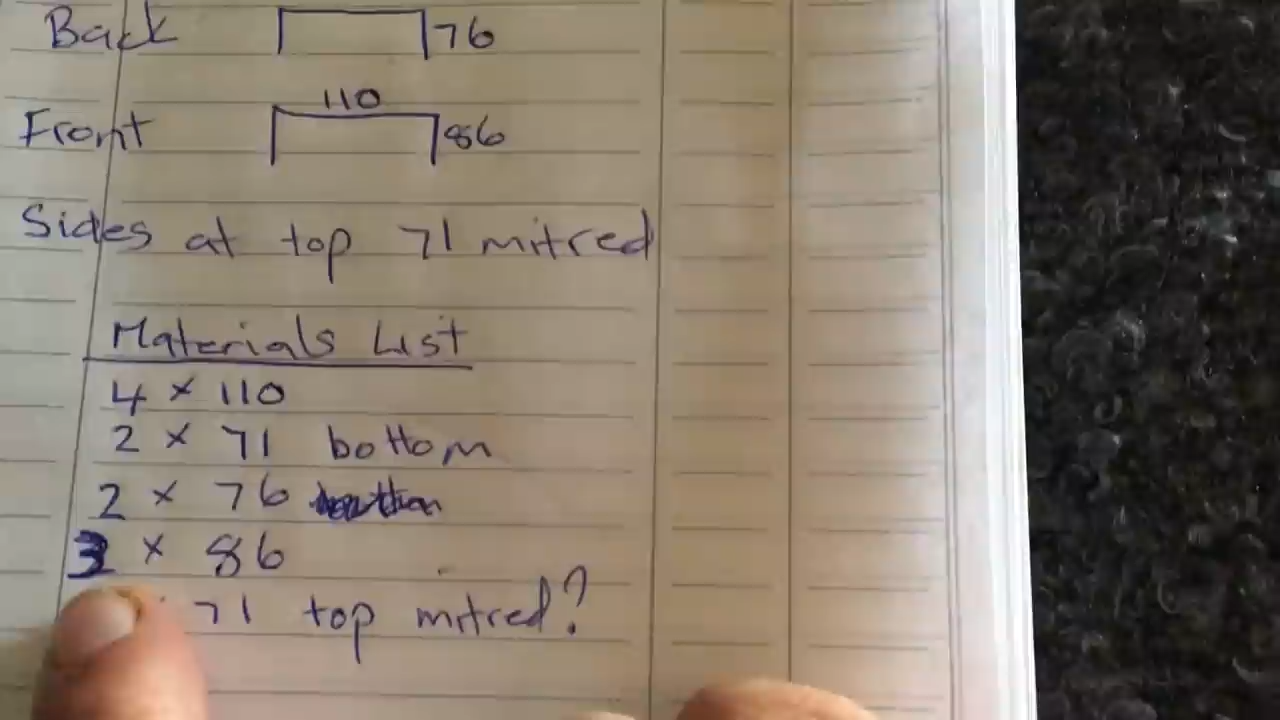 Back 76
110
Front 86
Sides at top 71 mitred
Materials List
4 × 110
2 × 71 bottom
2 × 76
× 86
71 top mitred?